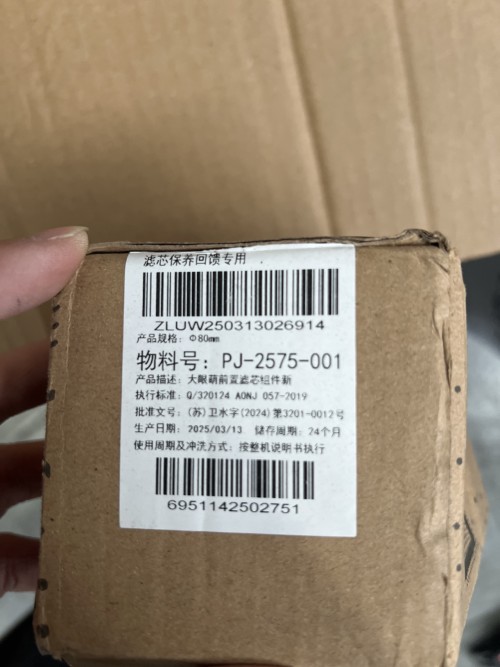 滤芯保养回馈专用
ZLUW250313026914
产品规格: Φ80mm
物料号: PJ-2575-001
产品描述: 大眼萌前置滤芯组件新
执行标准: Q/320124 AONJ 057-2019
批准文号: (苏)卫水字(2024)第3201-0012号
生产日期: 2025/03/13 储存周期: 24个月
使用周期及冲洗方式: 按整机说明书执行
6951142502751